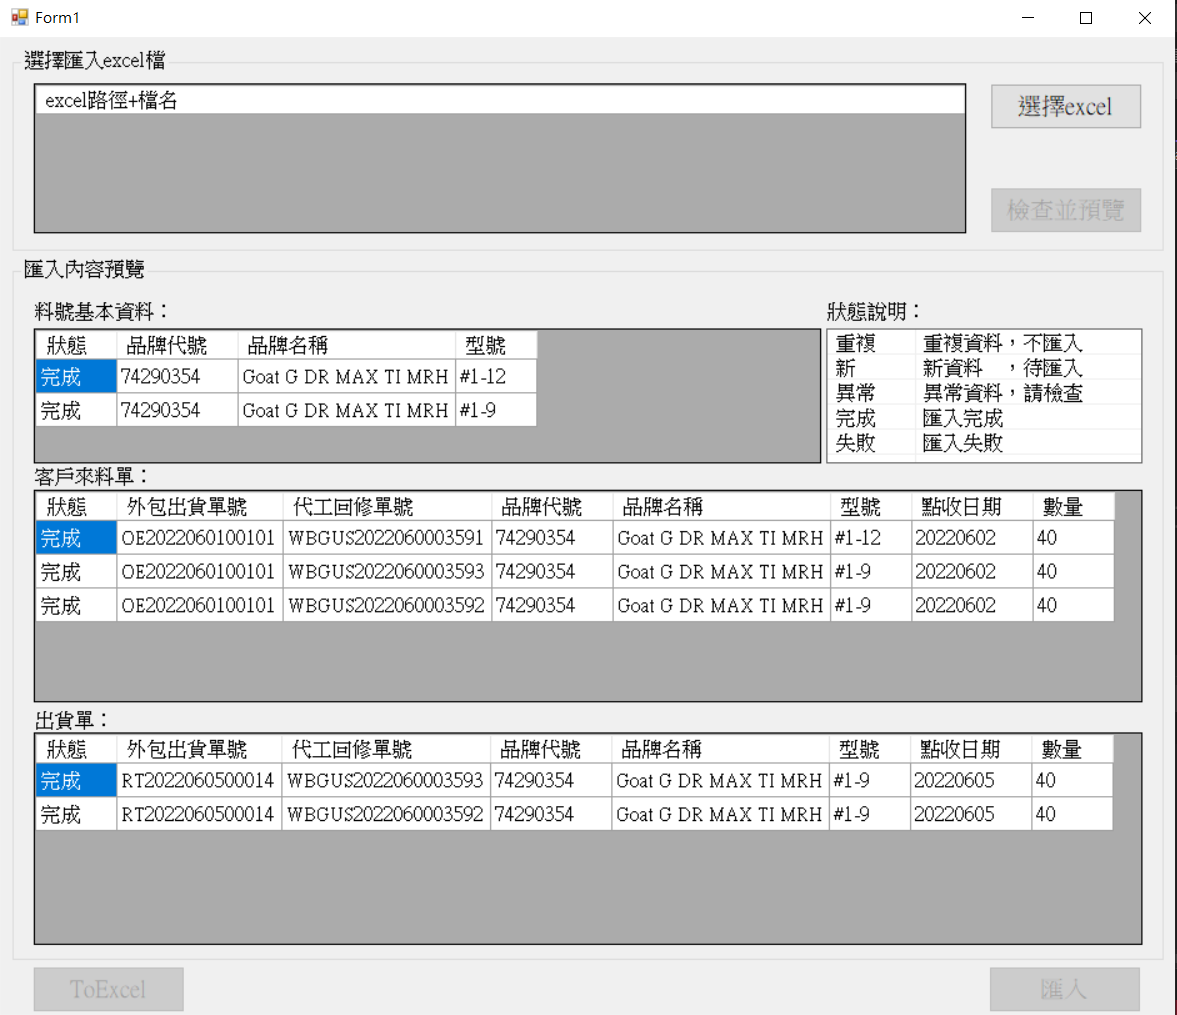 Form1
選擇匯入excel檔
excel路徑+檔名
選擇excel
檢查並預覽
匯入內容預覽
料號基本資料：
狀態 品牌代號 品牌名稱 型號
完成 74290354 Goat G DR MAX TI MRH #1-12
完成 74290354 Goat G DR MAX TI MRH #1-9
狀態說明：
重複 重複資料，不匯入
新 新資料 ，待匯入
異常 異常資料，請檢查
完成 匯入完成
失敗 匯入失敗
客戶來料單：
狀態 外包出貨單號 代工回修單號 品牌代號 品牌名稱 型號 點收日期 數量
完成 OE2022060100101 WBGUS2022060003591 74290354 Goat G DR MAX TI MRH #1-12 20220602 40
完成 OE2022060100101 WBGUS2022060003593 74290354 Goat G DR MAX TI MRH #1-9 20220602 40
完成 OE2022060100101 WBGUS2022060003592 74290354 Goat G DR MAX TI MRH #1-9 20220602 40
出貨單：
狀態 外包出貨單號 代工回修單號 品牌代號 品牌名稱 型號 點收日期 數量
完成 RT2022060500014 WBGUS2022060003593 74290354 Goat G DR MAX TI MRH #1-9 20220605 40
完成 RT2022060500014 WBGUS2022060003592 74290354 Goat G DR MAX TI MRH #1-9 20220605 40
ToExcel
匯入